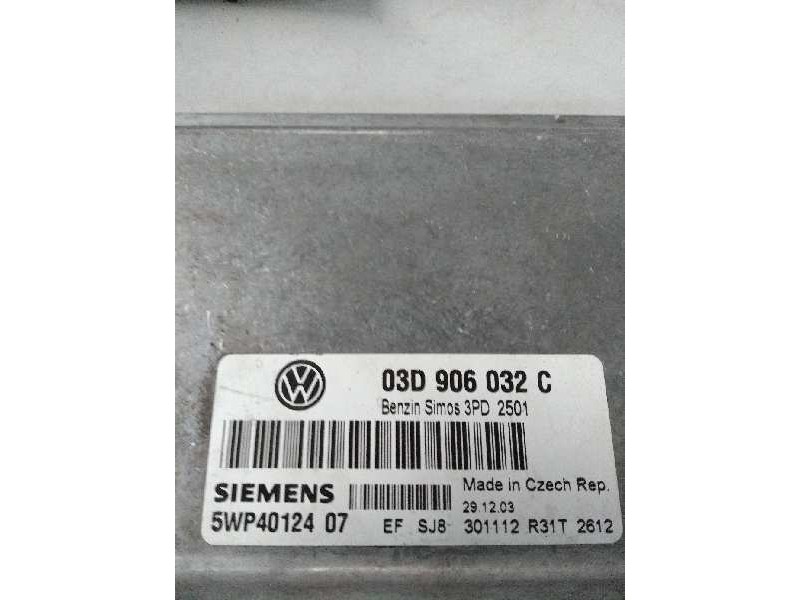 03D 906 032 C
Benzin Simos 3PD 2501
SIEMENS
Made in Czech Rep.
29.12.03
5WP40124 07
EF SJ8 301112 R31T 2612